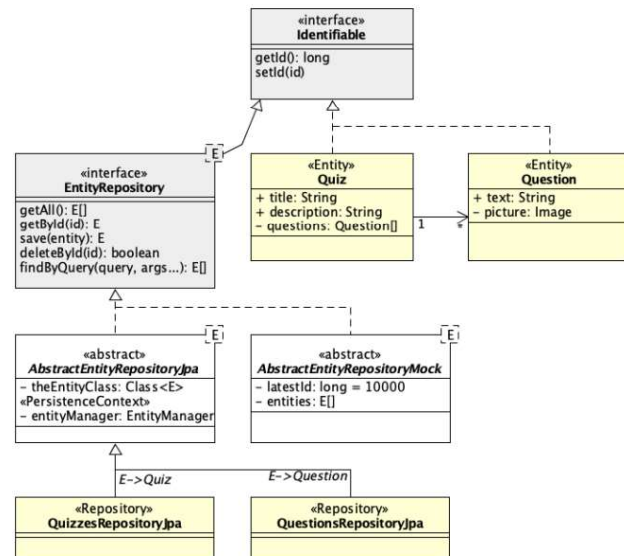 «interface»
Identifiable
getId(): long
setId(id)
E
«interface»
EntityRepository
getAll(): E[]
getById(id): E
save(entity): E
deleteById(id): boolean
findByQuery(query, args...): E[]
«Entity»
Quiz
+ title: String
+ description: String
- questions: Question[]
1
*
«Entity»
Question
+ text: String
- picture: Image
E
«abstract»
AbstractEntityRepositoryJpa
- theEntityClass: Class<E>
«PersistenceContext»
- entityManager: EntityManager
E
«abstract»
AbstractEntityRepositoryMock
- latestId: long = 10000
- entities: E[]
E->Quiz
E->Question
«Repository»
QuizzesRepositoryJpa
«Repository»
QuestionsRepositoryJpa